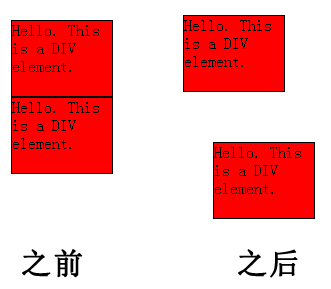 Hello. This
is a DIV
element.
Hello. This
is a DIV
element.
之前
Hello. This
is a DIV
element.
Hello. This
is a DIV
element.
之后